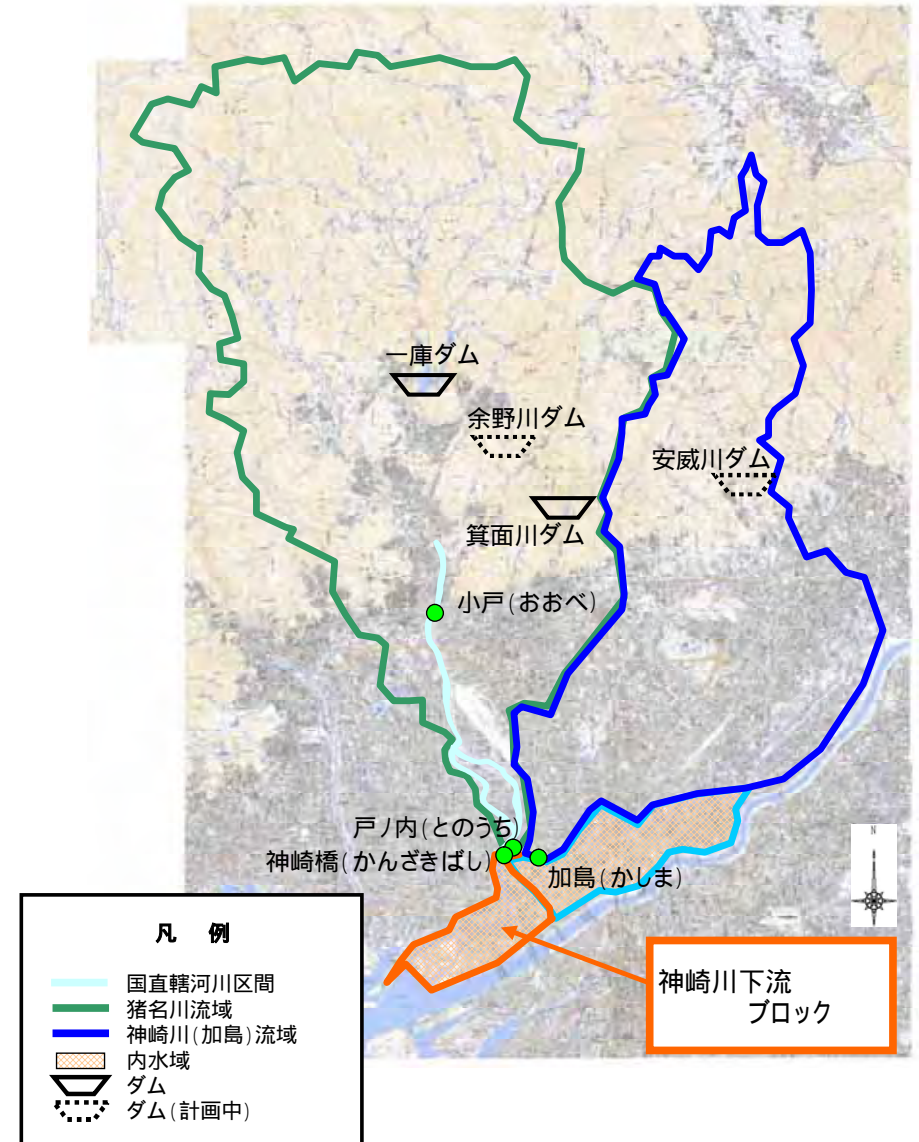 一庫ダム
余野川ダム
安威川ダム
箕面川ダム
小戸(おおべ)
戸ノ内(とのうち)
神崎橋(かんざきばし)
加島(かしま)
N
神崎川下流
ブロック
凡 例
国直轄河川区間
猪名川流域
神崎川(加島)流域
内水域
ダム
ダム(計画中)